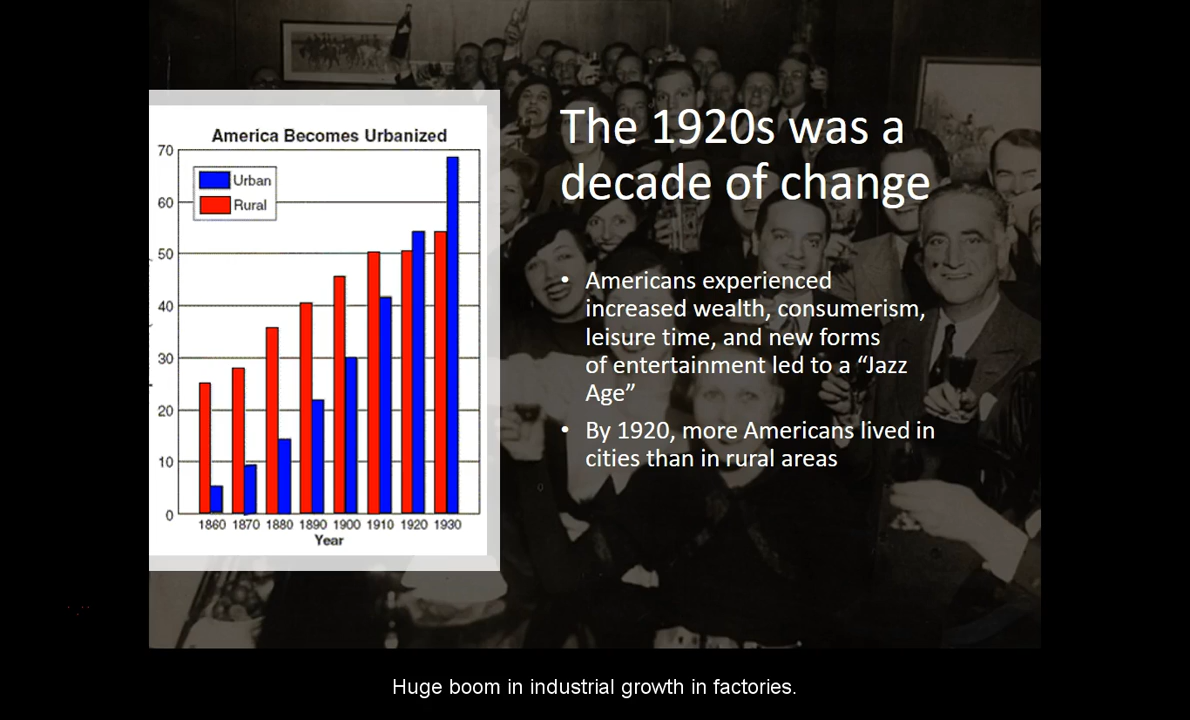 America Becomes Urbanized
70
60
50
40
30
20
10
0
Urban
Rural
1860 1870 1880 1890 1900 1910 1920 1930
Year
The 1920s was a
decade of change
• Americans experienced
increased wealth, consumerism,
leisure time, and new forms
of entertainment led to a “Jazz
Age”
• By 1920, more Americans lived in
cities than in rural areas
Huge boom in industrial growth in factories.